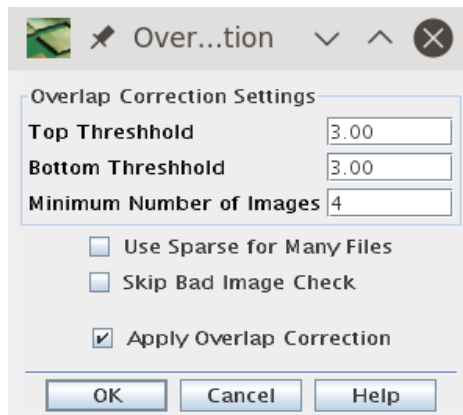 Over...tion
Overlap Correction Settings
Top Threshhold 3.00
Bottom Threshhold 3.00
Minimum Number of Images 4
Use Sparse for Many Files
Skip Bad Image Check
Apply Overlap Correction
OK Cancel Help